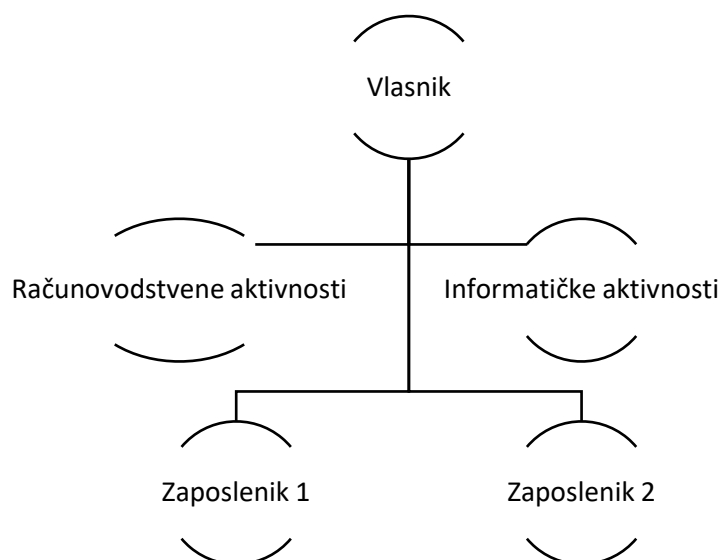 Vlasnik
Računovodstvene aktivnosti
Informatičke aktivnosti
Zaposlenik 1
Zaposlenik 2